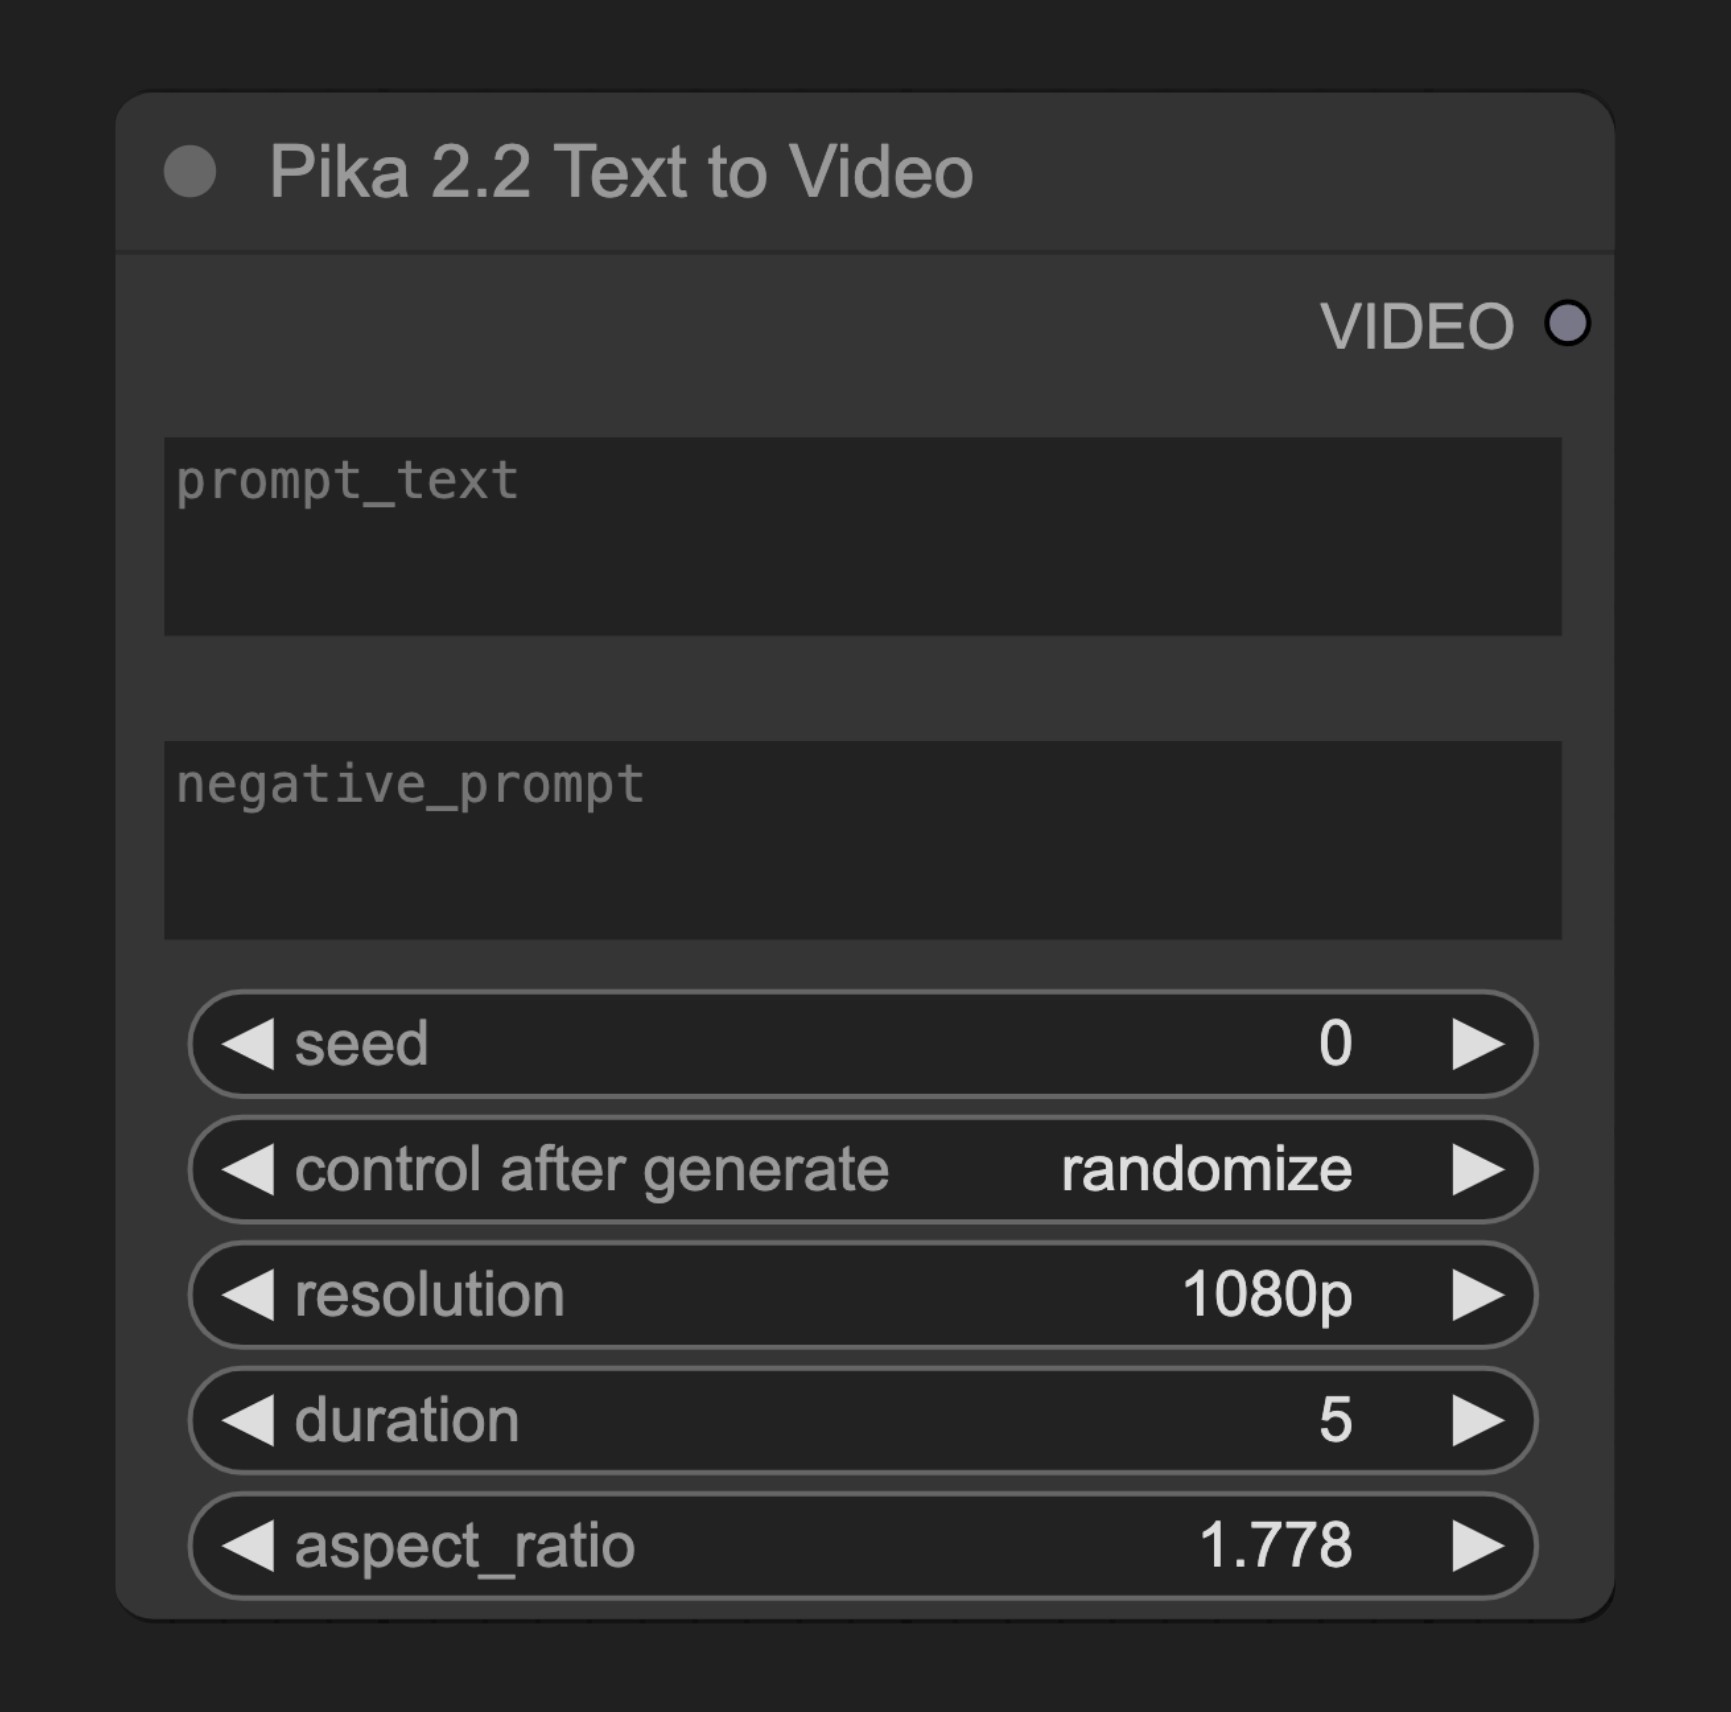 Pika 2.2 Text to Video
VIDEO
prompt_text
negative_prompt
seed 0
control after generate randomize
resolution 1080p
duration 5
aspect_ratio 1.778